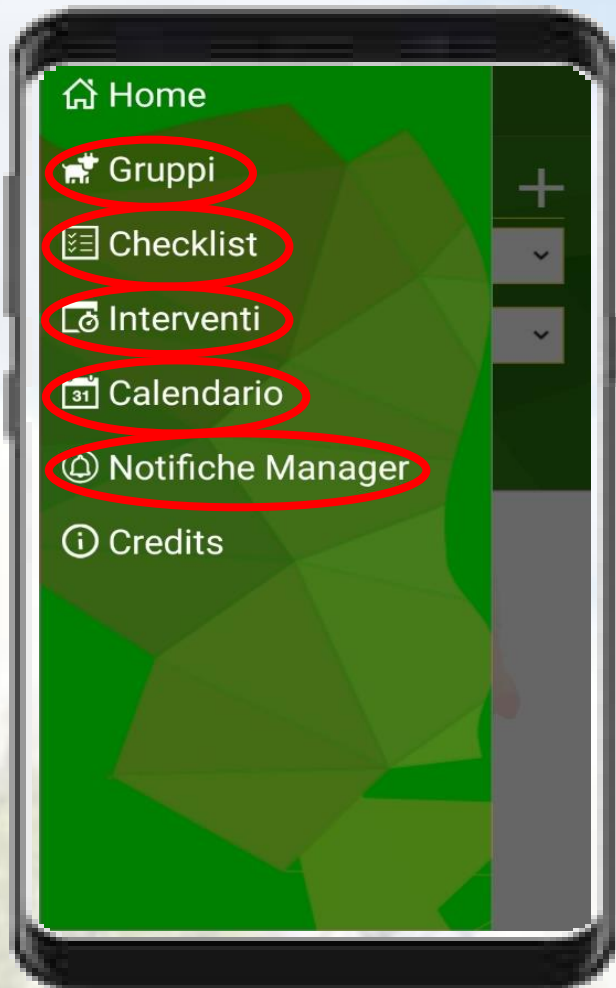 Home
Gruppi
Checklist
Interventi
31 Calendario
Notifiche Manager
Credits